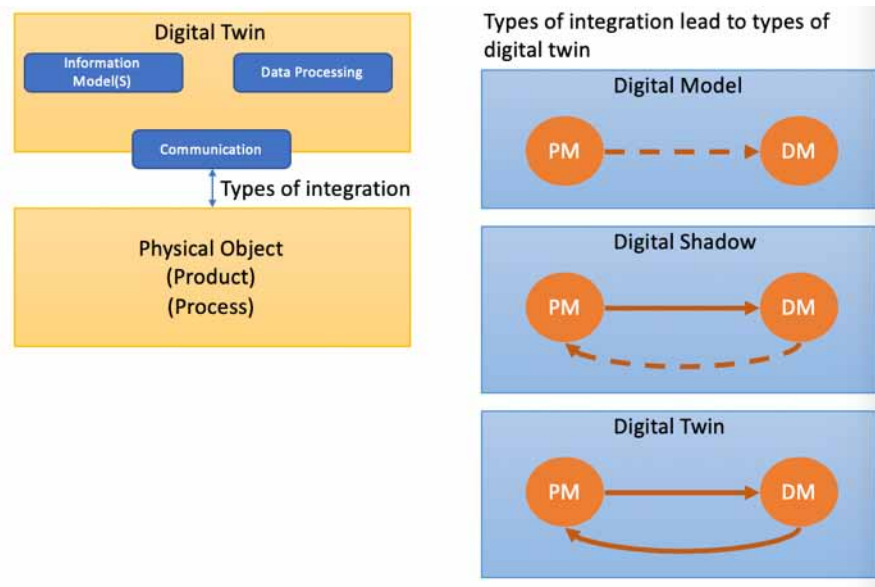 Digital Twin
Information
Model(S)
Data Processing
Communication
Types of integration
Physical Object
(Product)
(Process)
Types of integration lead to types of
digital twin
Digital Model
PM
DM
Digital Shadow
PM
DM
Digital Twin
PM
DM